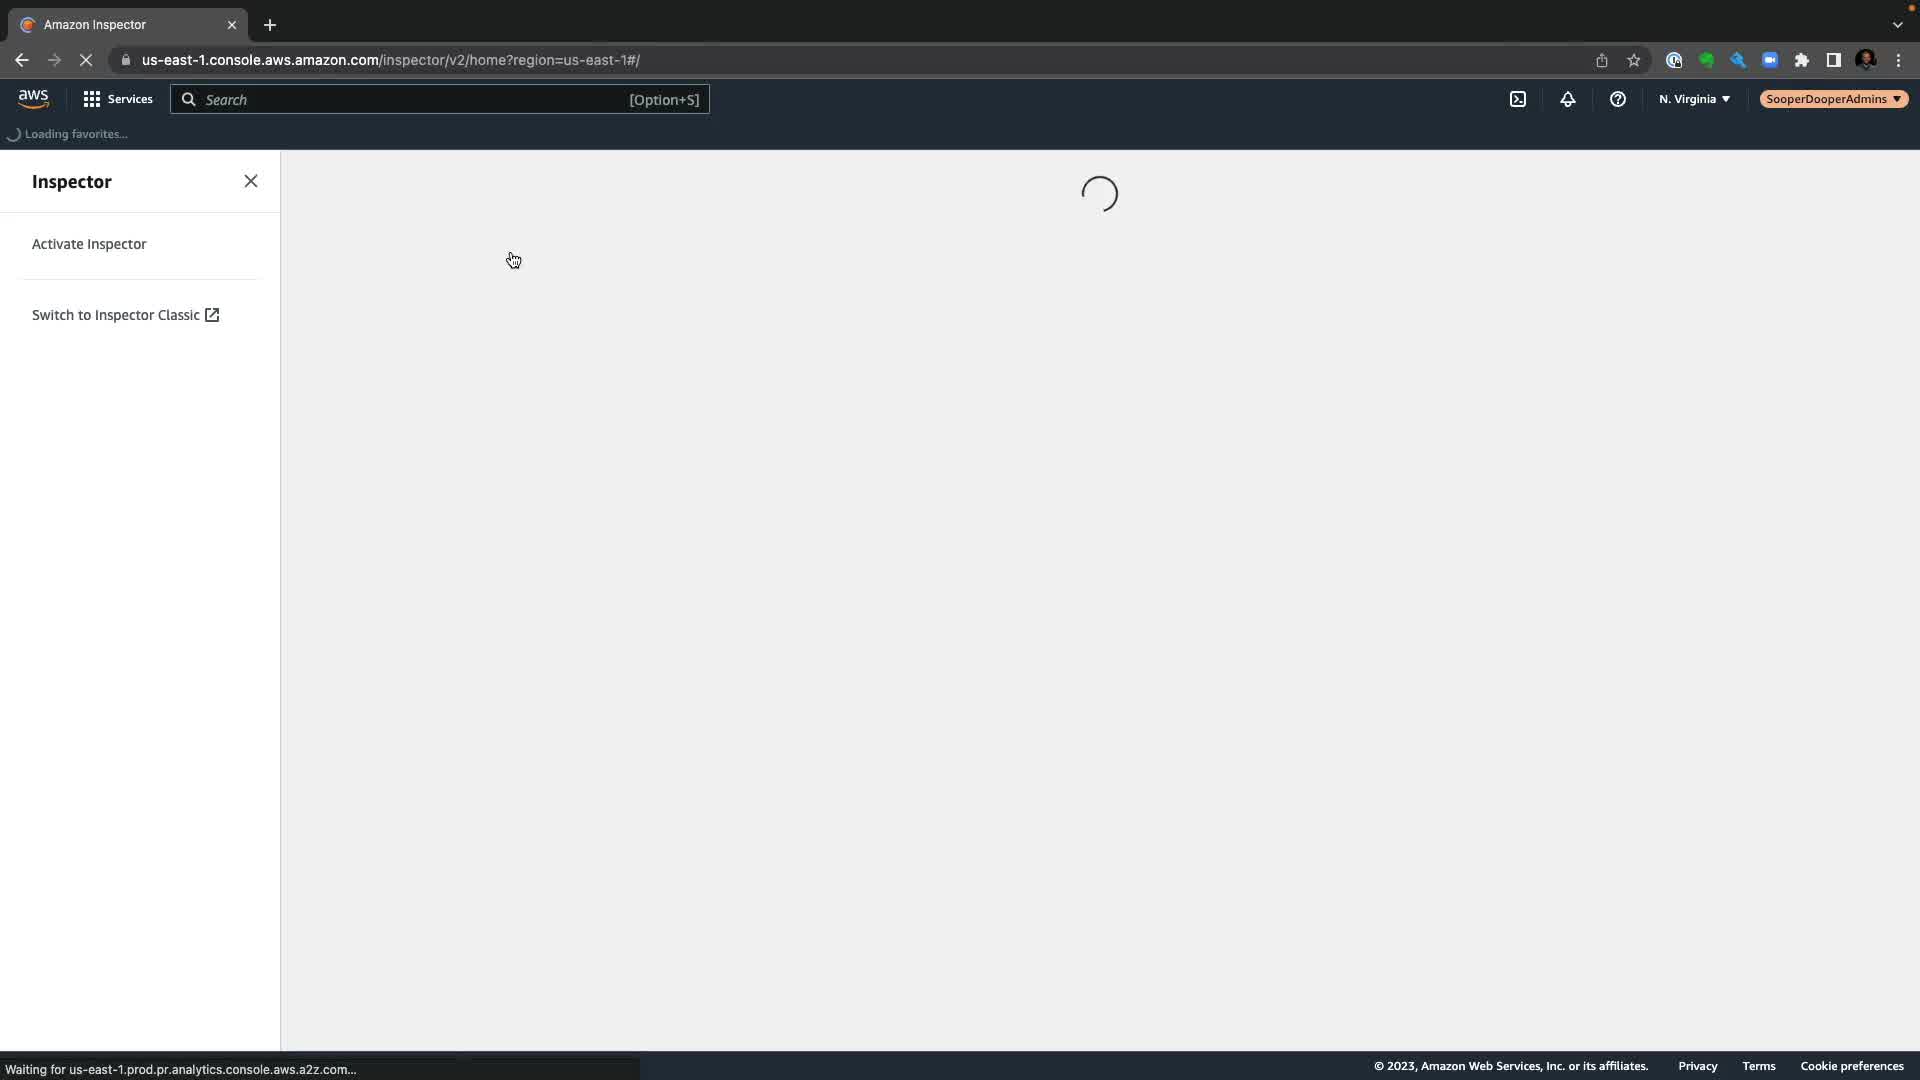 Amazon Inspector
us-east-1.console.aws.amazon.com/inspector/v2/home?region=us-east-1#/
aws
Services
Search
[Option+S]
N. Virginia
SooperDooperAdmins
Loading favorites...
Inspector
Activate Inspector
Switch to Inspector Classic
Waiting for us-east-1.prod.pr.analytics.console.aws.a2z.com...
© 2023, Amazon Web Services, Inc. or its affiliates.
Privacy
Terms
Cookie preferences